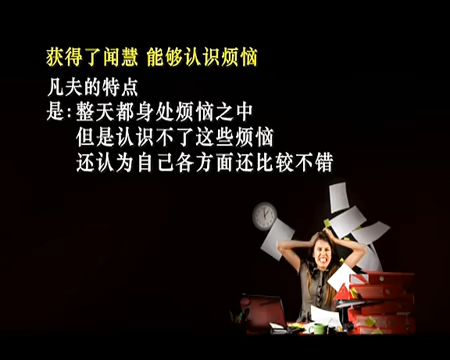 获得了闻慧 能够认识烦恼
凡夫的特点
是:整天都身处烦恼之中
但是认识不了这些烦恼
还认为自己各方面还比较不错